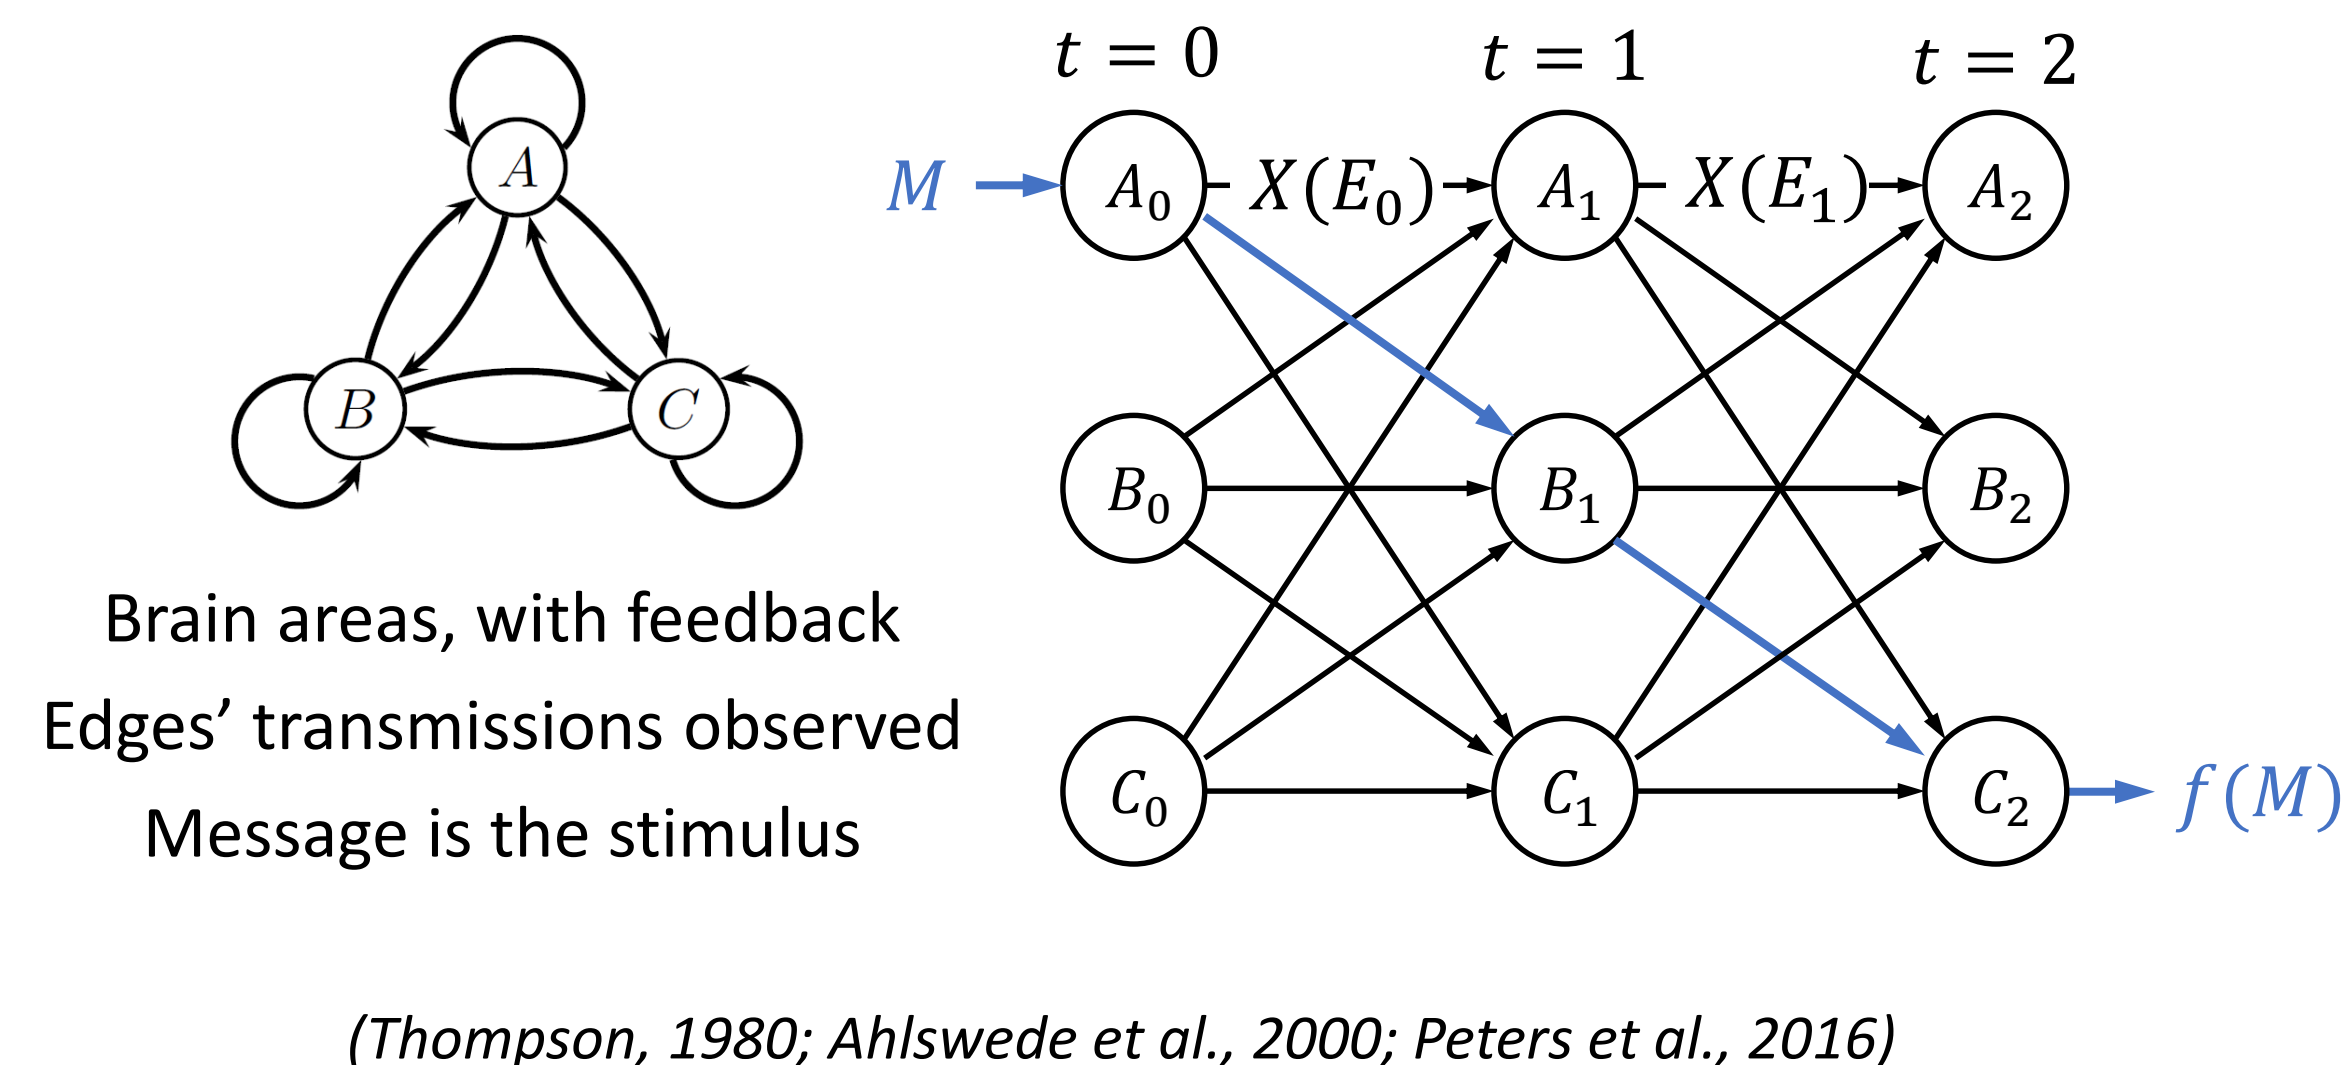 A
B
C
Brain areas, with feedback
Edges’ transmissions observed
Message is the stimulus
t = 0
t = 1
t = 2
M
A₀
X(E₀)
A₁
X(E₁)
A₂
B₀
B₁
B₂
C₀
C₁
C₂
f(M)
(Thompson, 1980; Ahlswede et al., 2000; Peters et al., 2016)